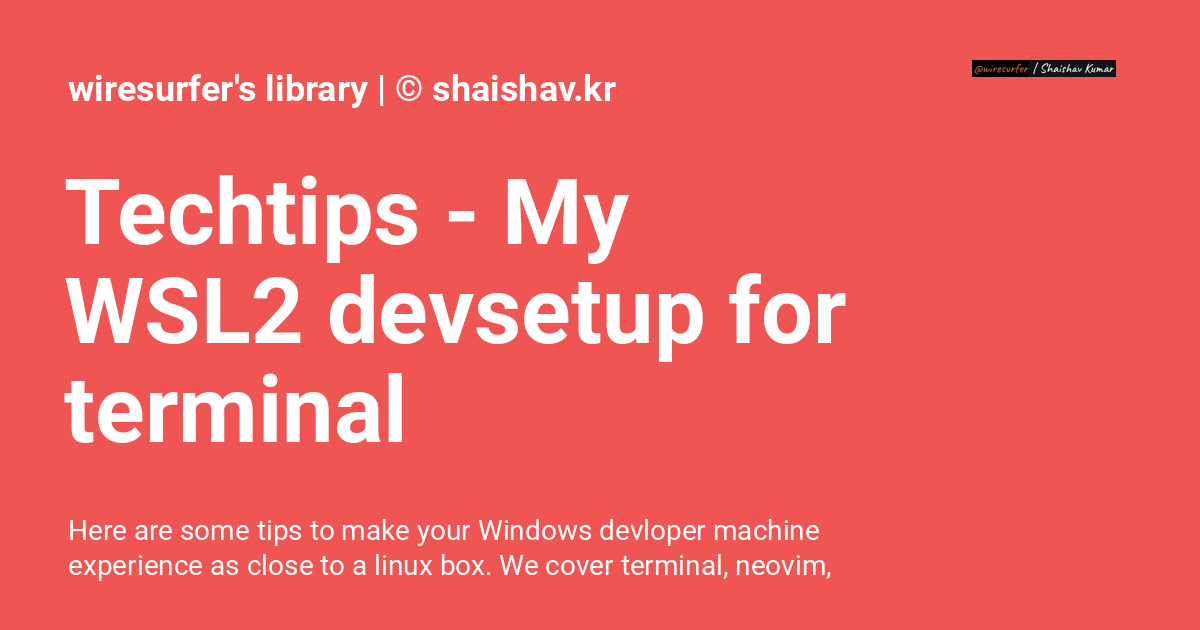 wiresurfer's library | © shaishav.kr
@wiresurfer | Shaishav Kumar
Techtips - My
WSL2 devsetup for
terminal
Here are some tips to make your Windows devloper machine
experience as close to a linux box. We cover terminal, neovim,